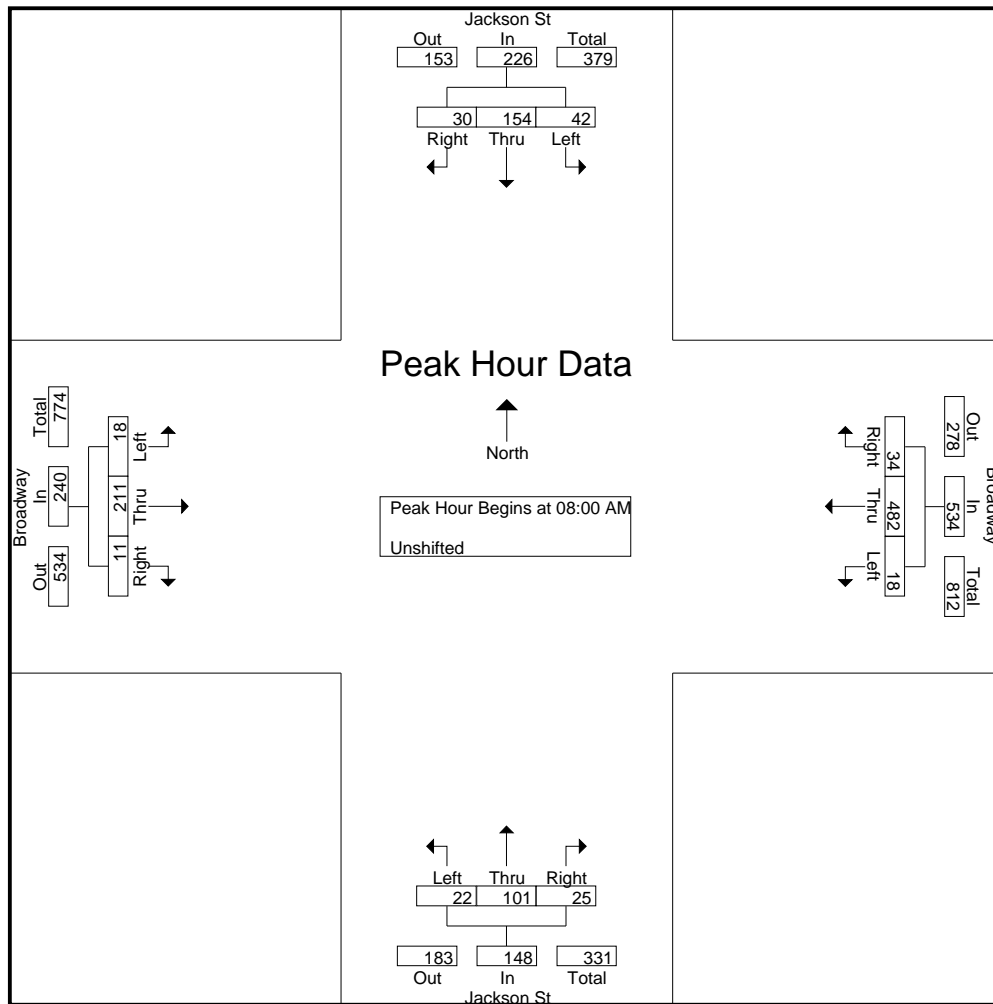 Jackson St
Out In Total
153 226 379
30 154 42
Right Thru Left
Peak Hour Data
North
Peak Hour Begins at 08:00 AM
Unshifted
Broadway
Out In Total
534 240 774
11 211 18
Right Thru Left
Broadway
Out In Total
278 534 812
34 482 18
Right Thru Left
Left Thru Right
22 101 25
183 148 331
Out In Total
Jackson St